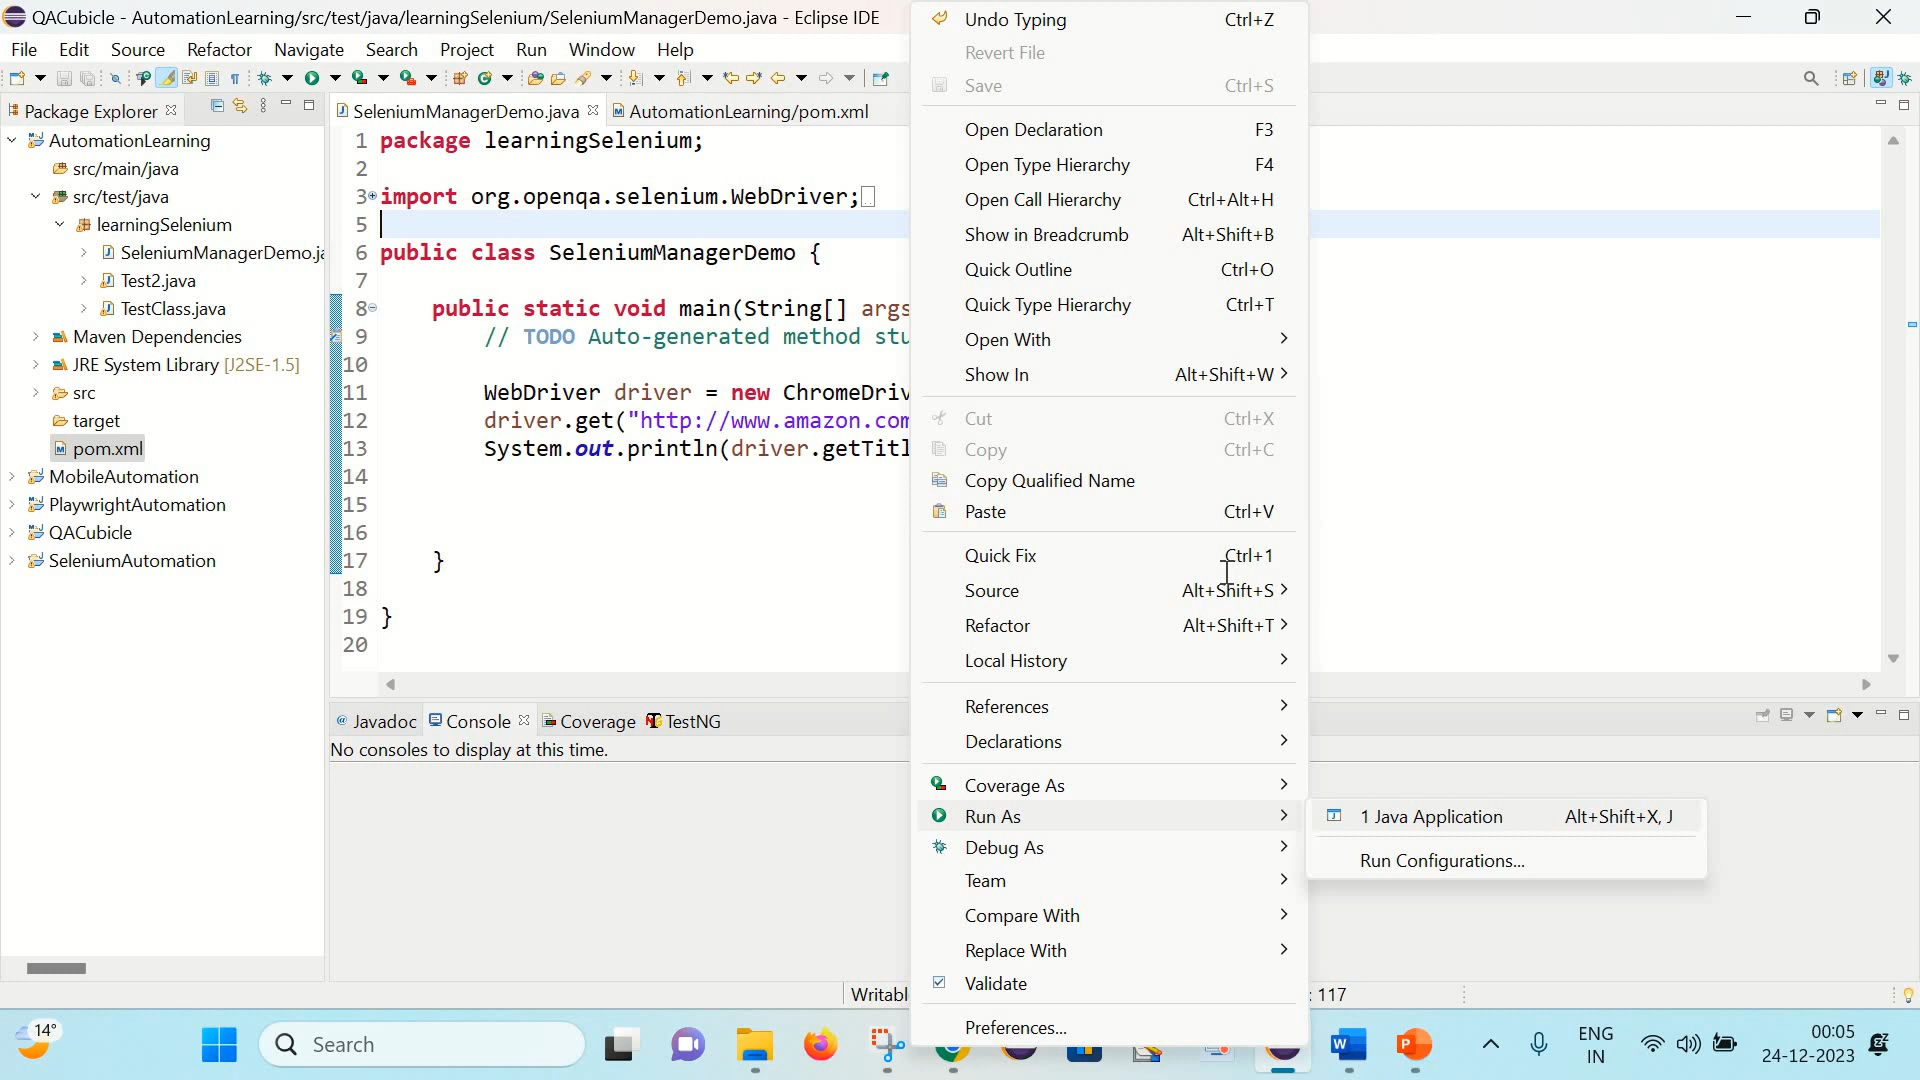 QACubicle - AutomationLearning/src/test/java/learningSelenium/SeleniumManagerDemo.java - Eclipse IDE
File Edit Source Refactor Navigate Search Project Run Window Help
Package Explorer
AutomationLearning
src/main/java
src/test/java
learningSelenium
SeleniumManagerDemo.ja
Test2.java
TestClass.java
Maven Dependencies
JRE System Library [J2SE-1.5]
src
target
pom.xml
MobileAutomation
PlaywrightAutomation
QACubicle
SeleniumAutomation
SeleniumManagerDemo.java AutomationLearning/pom.xml
1 package learningSelenium;
2
3 import org.openqa.selenium.WebDriver;
5
6 public class SeleniumManagerDemo {
7
8 public static void main(String[] args
9 // TODO Auto-generated method stu
10
11 WebDriver driver = new ChromeDriv
12 driver.get("http://www.amazon.com
13 System.out.println(driver.getTitl
14
15
16
17 }
18
19 }
20
@ Javadoc Console Coverage TestNG
No consoles to display at this time.
Writabl
: 117
Undo Typing Ctrl+Z
Revert File
Save Ctrl+S
Open Declaration F3
Open Type Hierarchy F4
Open Call Hierarchy Ctrl+Alt+H
Show in Breadcrumb Alt+Shift+B
Quick Outline Ctrl+O
Quick Type Hierarchy Ctrl+T
Open With
Show In Alt+Shift+W
Cut Ctrl+X
Copy Ctrl+C
Copy Qualified Name
Paste Ctrl+V
Quick Fix Ctrl+1
Source Alt+Shift+S
Refactor Alt+Shift+T
Local History
References
Declarations
Coverage As
Run As
Debug As
Team
Compare With
Replace With
Validate
Preferences...
1 Java Application Alt+Shift+X, J
Run Configurations...
14°
Search
ENG
IN
00:05
24-12-2023